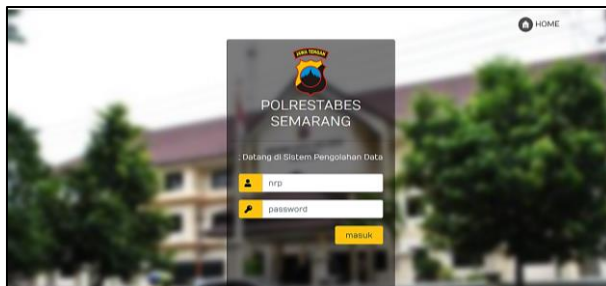 HOME
JAWA TENGAH
POLRESTABES
SEMARANG
: Datang di Sistem Pengolahan Data
nrp
password
masuk